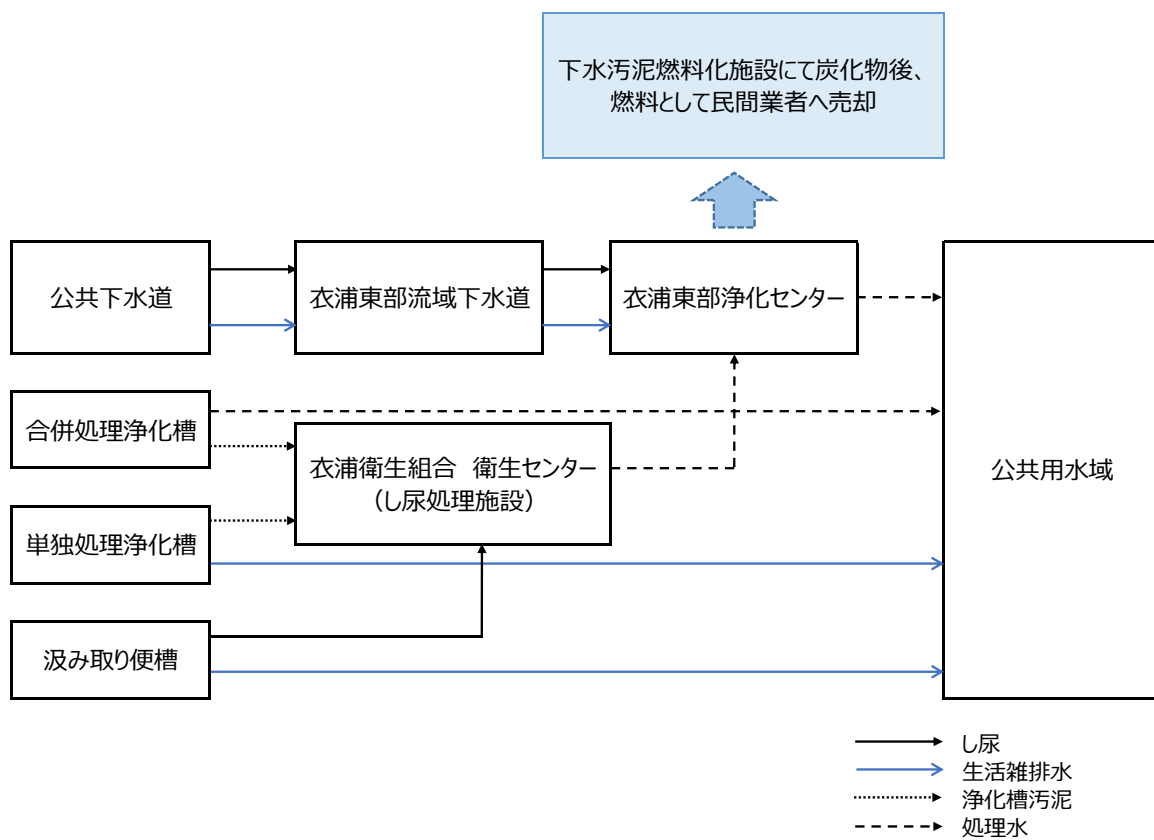 下水汚泥燃料化施設にて炭化物後、
燃料として民間業者へ売却
公共下水道
衣浦東部流域下水道
衣浦東部浄化センター
合併処理浄化槽
衣浦衛生組合　衛生センター
（し尿処理施設）
公共用水域
単独処理浄化槽
汲み取り便槽
し尿
生活雑排水
浄化槽汚泥
処理水